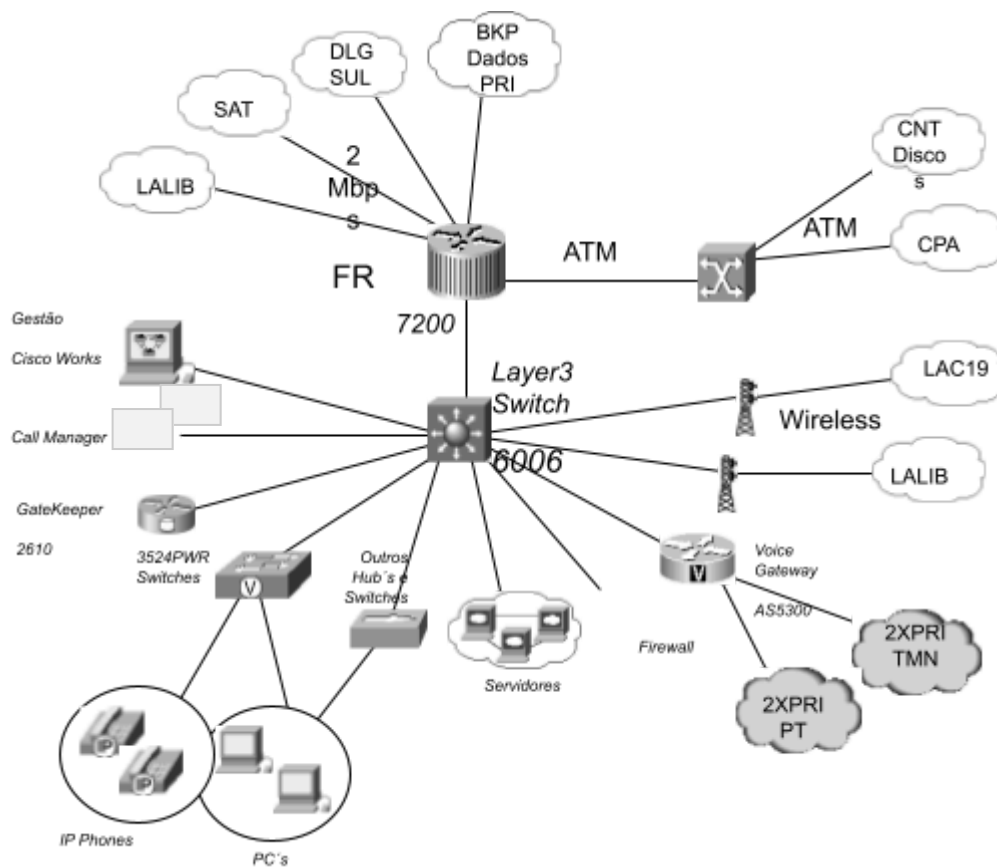 BKP
Dados
PRI
DLG
SUL
SAT
LALIB
2
Mbp
s
CNT
Disco
s
ATM
ATM
CPA
FR
7200
Gestão
Cisco Works
Call Manager
GateKeeper
2610
Layer3
Switch
6006
LAC19
Wireless
LALIB
3524PWR
Switches
V
Outros
Hub´s e
Switches
Servidores
Firewall
Voice
Gateway
AS5300
V
2XPRI
TMN
2XPRI
PT
IP
IP
IP Phones
PC´s